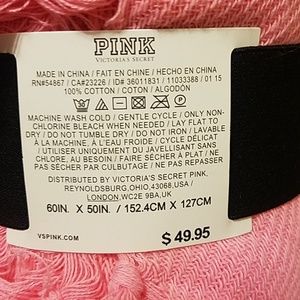 PINK
VICTORIA'S SECRET
MADE IN CHINA / FAIT EN CHINE / HECHO EN CHINA
RN#54867 / CA#23226 / ID# 36011831 / 11033388 / 01 15
100% COTTON / COTON / ALGODÓN
MACHINE WASH COLD / GENTLE CYCLE / ONLY NON-
CHLORINE BLEACH WHEN NEEDED / LAY FLAT TO
DRY / DO NOT TUMBLE DRY / DO NOT IRON / LAVABLE
À LA MACHINE, À L'EAU FROIDE / CYCLE DÉLICAT
/ UTILISER UNIQUEMENT DU JAVELLISANT SANS
CHLORE, AU BESOIN / FAIRE SÉCHER À PLAT / NE
PAS SÉCHER PAR CULBUTAGE / NE PAS REPASSER
DISTRIBUTED BY VICTORIA'S SECRET PINK,
REYNOLDSBURG, OHIO, 43068, USA /
LONDON, WC2E 9BA, UK
60IN. X 50IN. / 152.4CM X 127CM
VSPINK.COM
$ 49.95